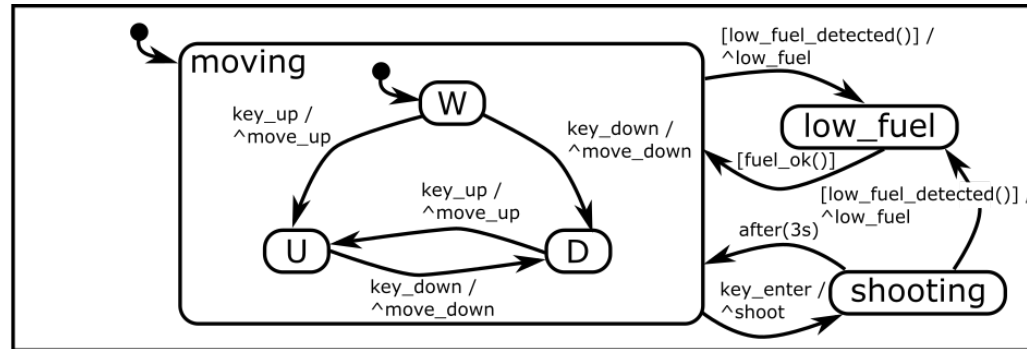 moving
[low_fuel_detected()] /
^low_fuel
W
key_up /
^move_up
key_down /
^move_down
low_fuel
[fuel_ok()]
key_up /
^move_up
[low_fuel_detected()] /
^low_fuel
U
D
after(3s)
key_down /
^move_down
key_enter /
^shoot
shooting